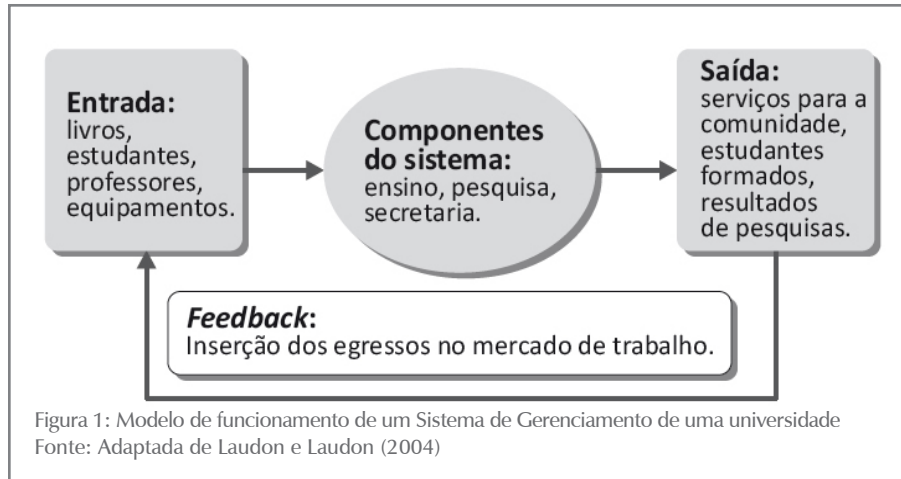 Entrada:
livros,
estudantes,
professores,
equipamentos.
Componentes
do sistema:
ensino, pesquisa,
secretaria.
Saída:
serviços para a
comunidade,
estudantes
formados,
resultados
de pesquisas.
Feedback:
Inserção dos egressos no mercado de trabalho.
Figura 1: Modelo de funcionamento de um Sistema de Gerenciamento de uma universidade
Fonte: Adaptada de Laudon e Laudon (2004)